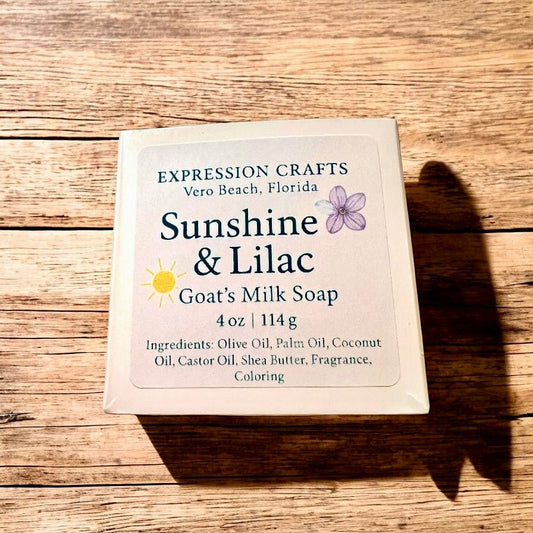 EXPRESSION CRAFTS
Vero Beach, Florida
Sunshine
& Lilac
Goat's Milk Soap
4 oz | 114 g
Ingredients: Olive Oil, Palm Oil, Coconut
Oil, Castor Oil, Shea Butter, Fragrance,
Coloring